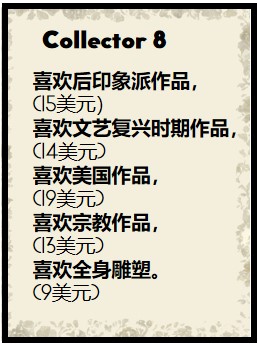 Collector 8
喜欢后印象派作品，
(15美元)
喜欢文艺复兴时期作品，
(14美元)
喜欢美国作品，
(19美元)
喜欢宗教作品，
(13美元)
喜欢全身雕塑。
(9美元)